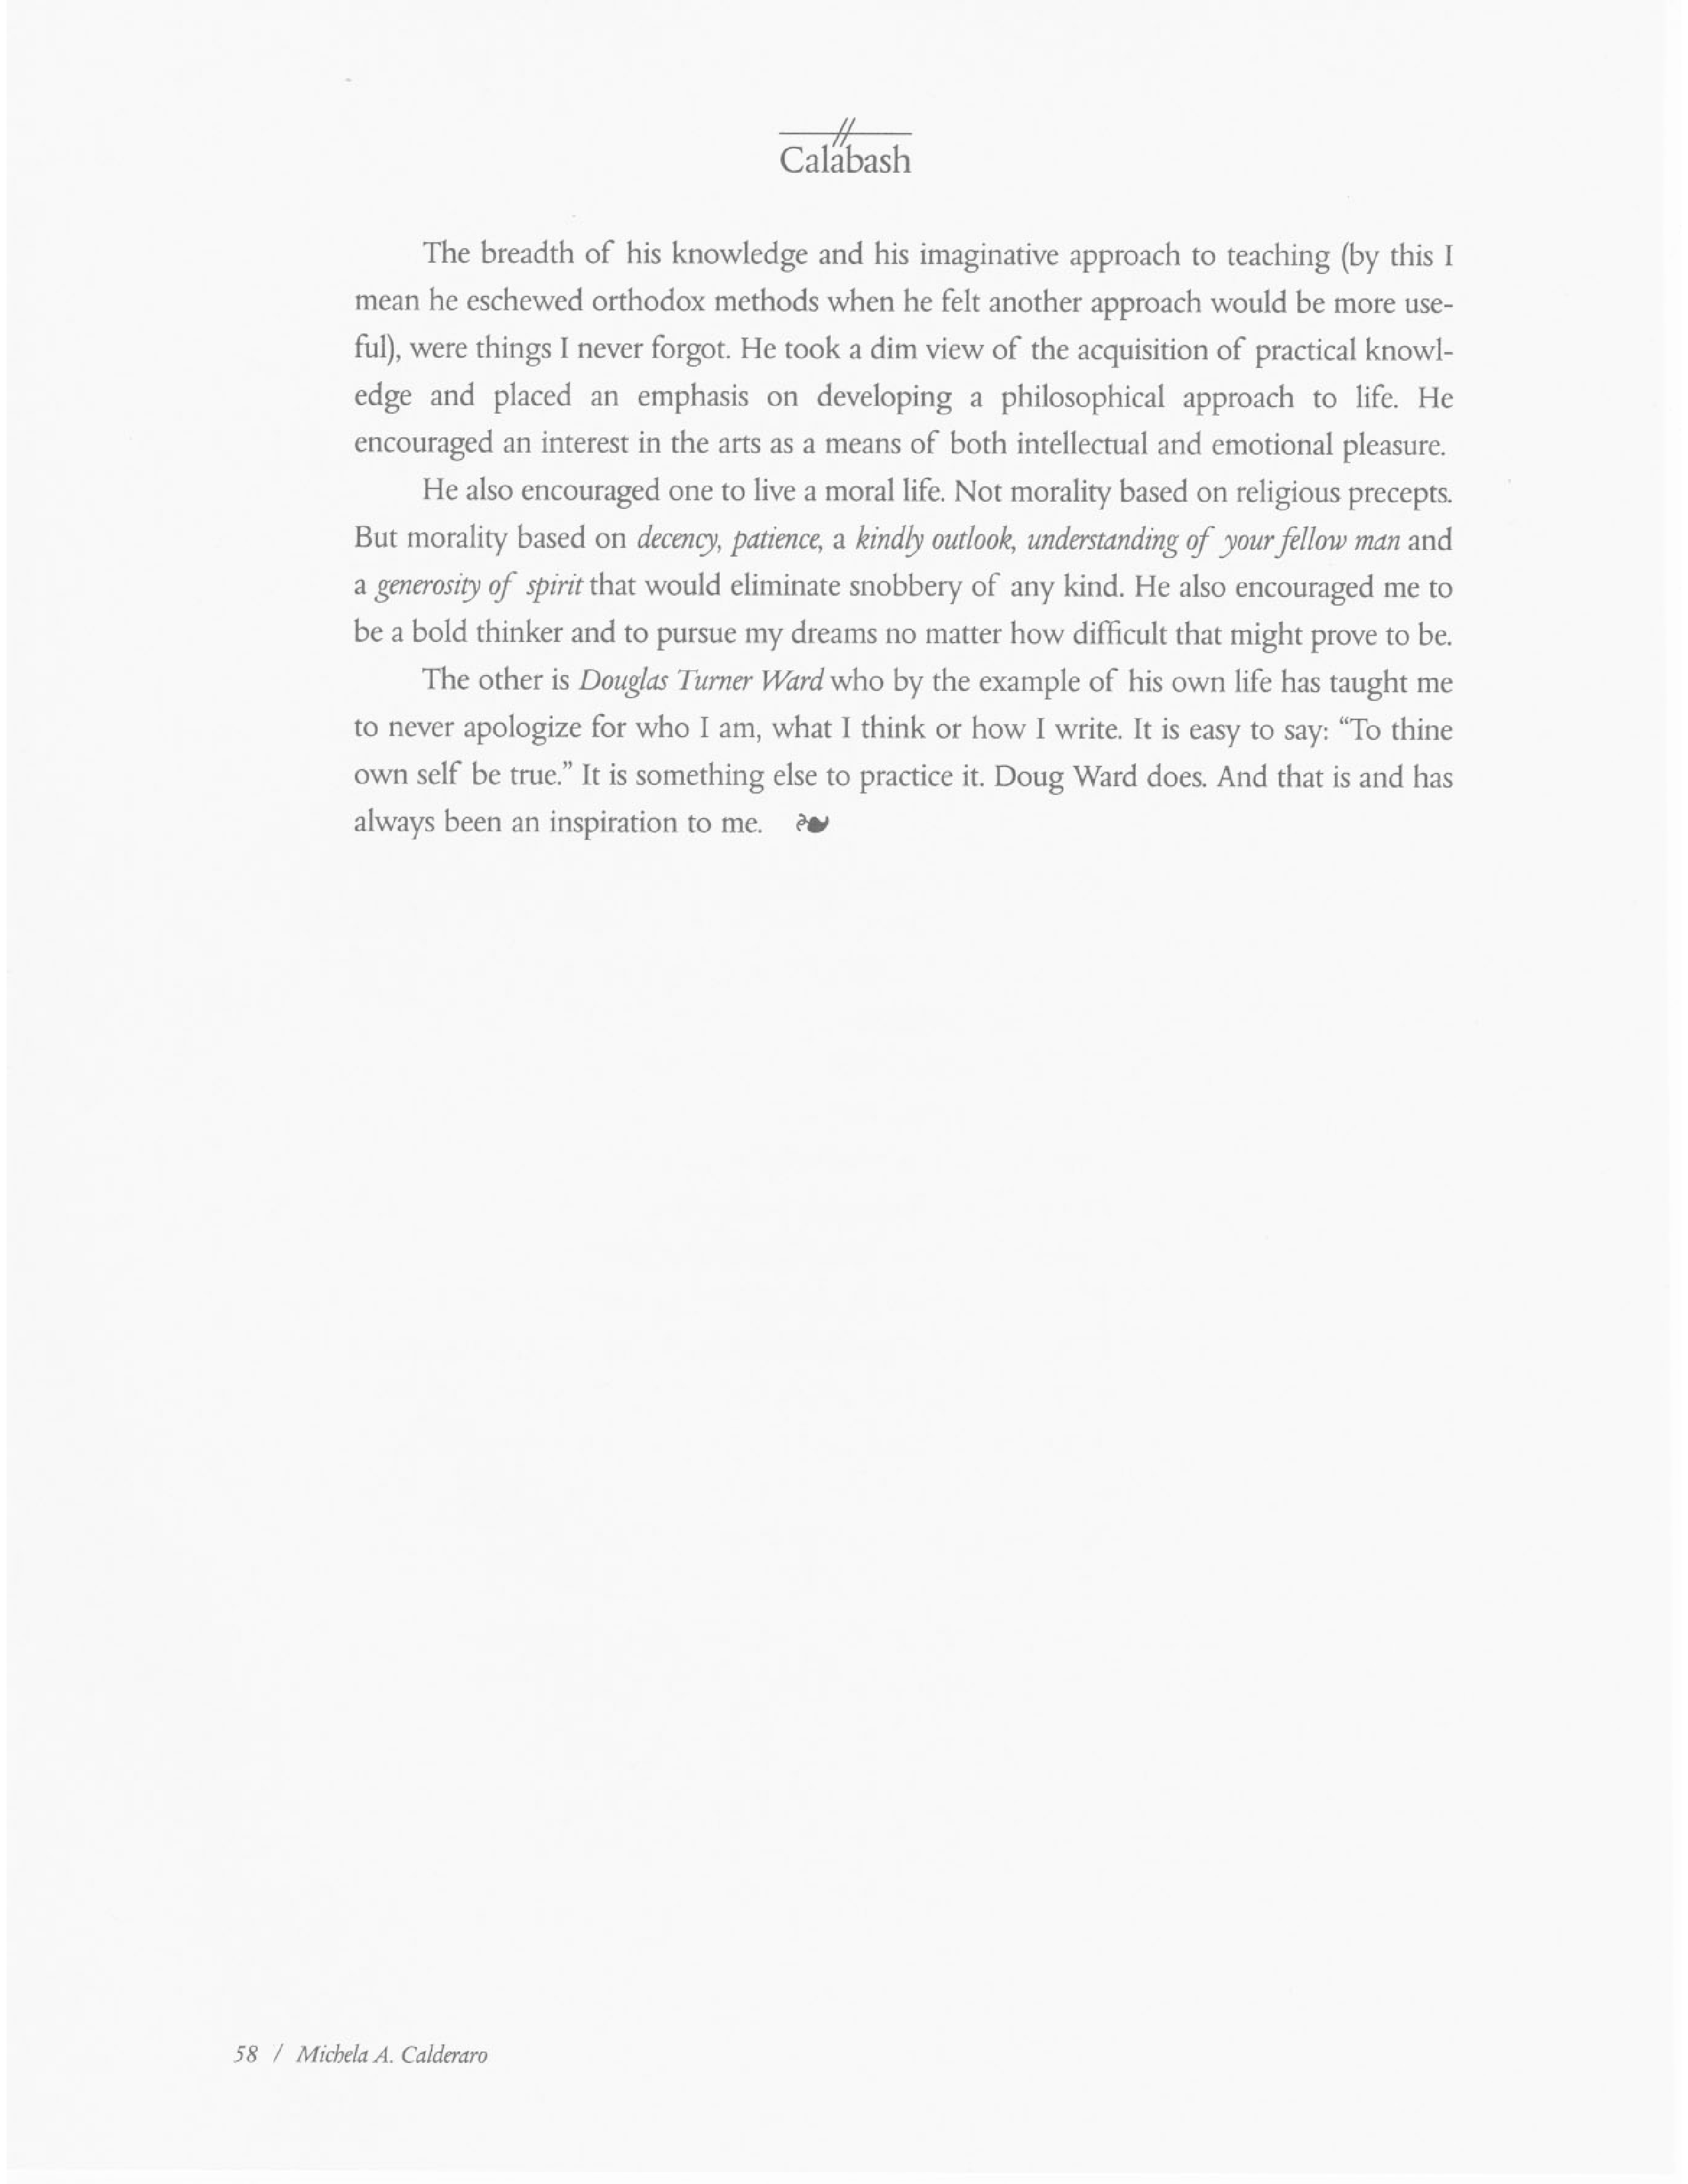 Calabash
The breadth of his knowledge and his imaginative approach to teaching (by this I
mean he eschewed orthodox methods when he felt another approach would be more use-
ful), were things I never forgot. He took a dim view of the acquisition of practical knowl-
edge and placed an emphasis on developing a philosophical approach to life. He
encouraged an interest in the arts as a means of both intellectual and emotional pleasure.
He also encouraged one to live a moral life. Not morality based on religious precepts.
But morality based on decency, patience, a kindly outlook, understanding of your fellow man and
a generosity of spirit that would eliminate snobbery of any kind. He also encouraged me to
be a bold thinker and to pursue my dreams no matter how difficult that might prove to be.
The other is Douglas Turner Ward who by the example of his own life has taught me
to never apologize for who I am, what I think or how I write. It is easy to say: “To thine
own self be true.” It is something else to practice it. Doug Ward does. And that is and has
always been an inspiration to me.
58 / Michela A. Calderaro